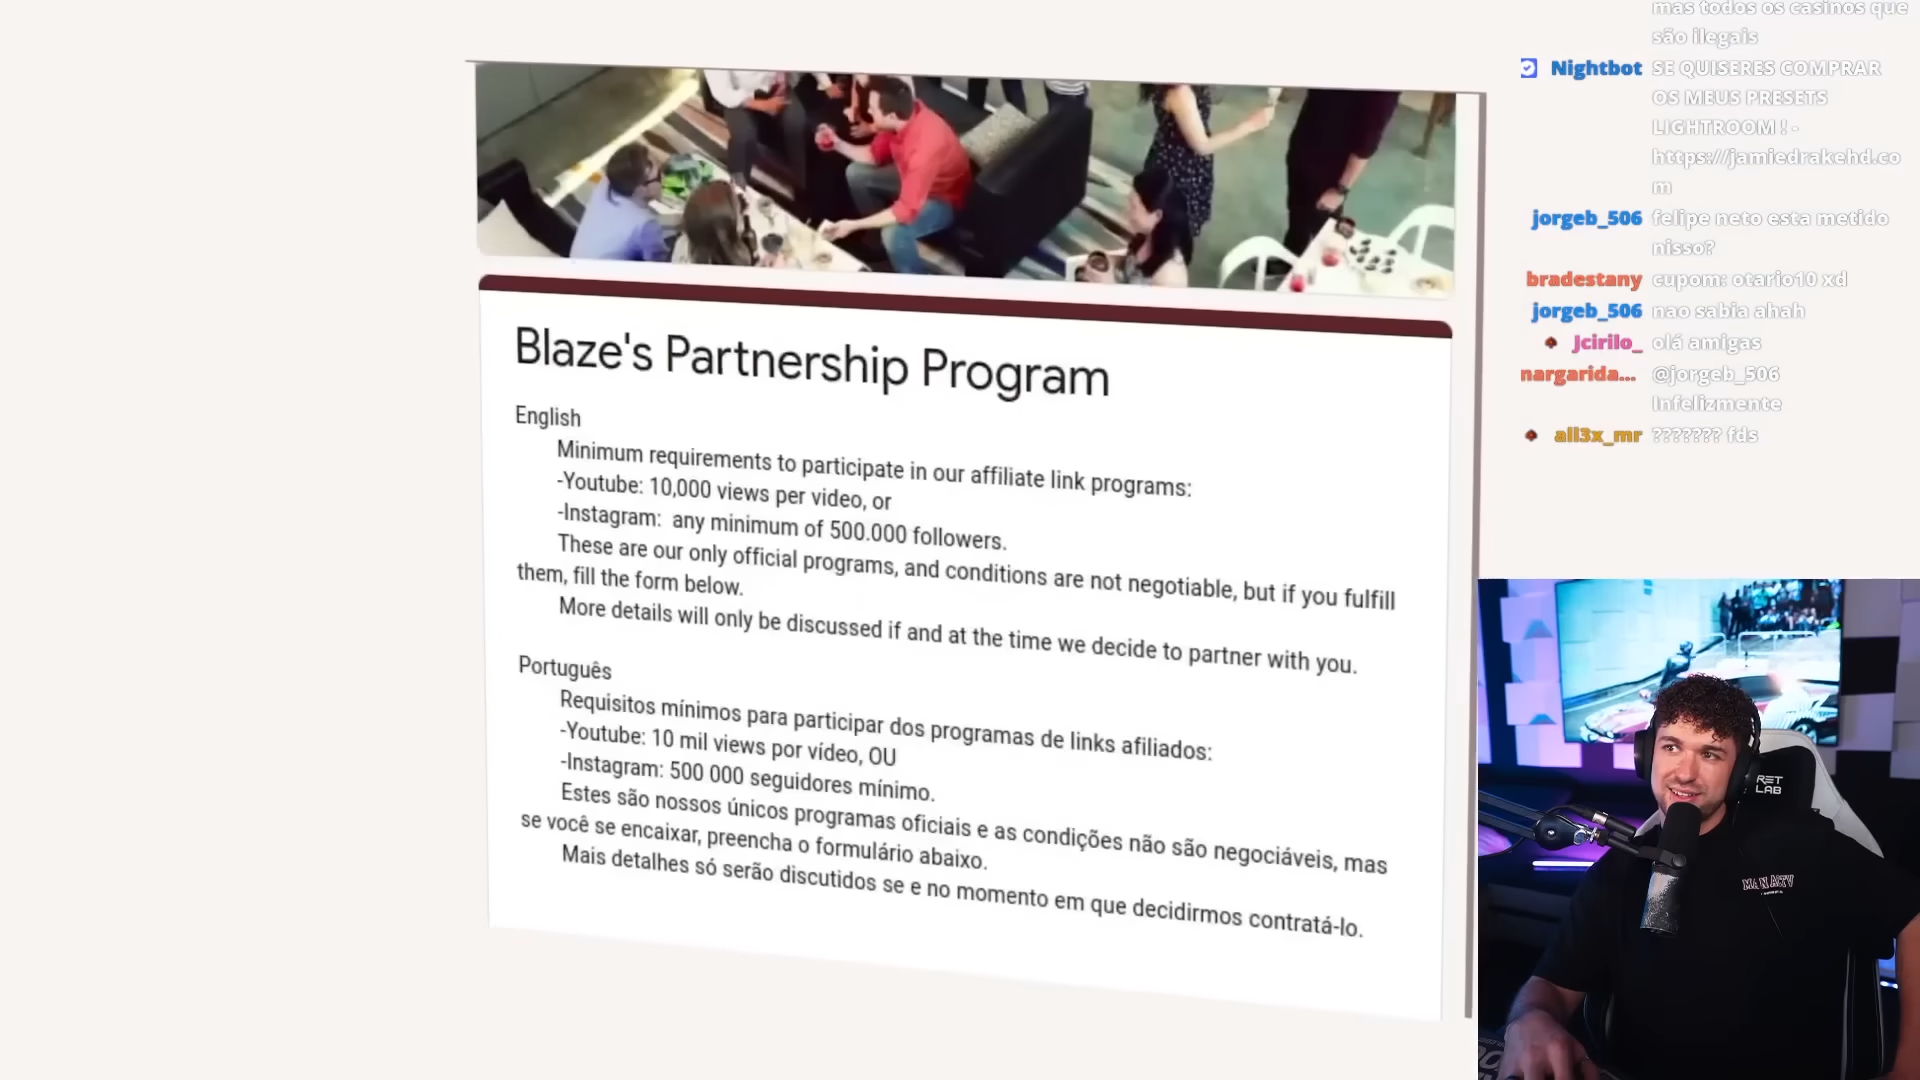 Blaze's Partnership Program
English
Minimum requirements to participate in our affiliate link programs:
-Youtube: 10,000 views per video, or
-Instagram:  any minimum of 500.000 followers.
These are our only official programs, and conditions are not negotiable, but if you fulfill
them, fill the form below.
More details will only be discussed if and at the time we decide to partner with you.
Português
Requisitos mínimos para participar dos programas de links afiliados:
-Youtube: 10 mil views por vídeo, OU
-Instagram: 500 000 seguidores mínimo.
Estes são nossos únicos programas oficiais e as condições não são negociáveis, mas
se você se encaixar, preencha o formulário abaixo.
Mais detalhes só serão discutidos se e no momento em que decidirmos contratá-lo.
mas todos os casinos que
são ilegais
Nightbot SE QUISERES COMPRAR
OS MEUS PRESETS
LIGHTROOM ! -
https://jamiedrakehd.co
m
jorgeb_506 felipe neto esta metido
nisso?
bradestany cupom: otario10 xd
jorgeb_506 nao sabia ahah
Jcirilo_ olá amigas
nargarida... @jorgeb_506
Infelizmente
all3x_mr ??????? fds
RET
LAB